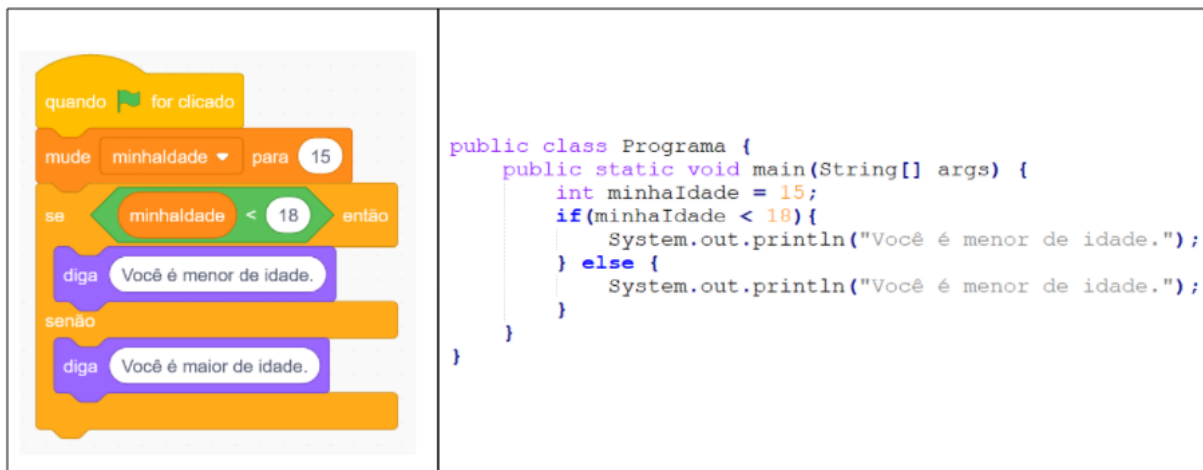 quando for clicado
mude minhaIdade para 15
se minhaIdade < 18 então
diga Você é menor de idade.
senão
diga Você é maior de idade.
public class Programa {
public static void main(String[] args) {
int minhaIdade = 15;
if(minhaIdade < 18){
System.out.println("Você é menor de idade.");
} else {
System.out.println("Você é menor de idade.");
}
}
}